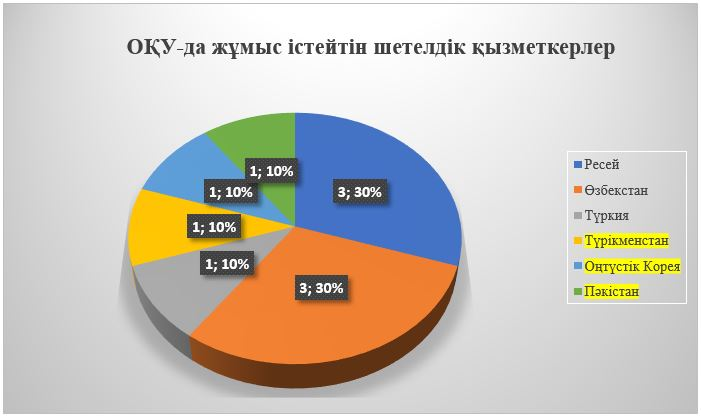 ОҚУ-да жұмыс істейтін шетелдік қызметкерлер
1; 10%
3; 30%
1; 10%
1; 10%
1; 10%
3; 30%
Ресей
Өзбекстан
Түркия
Түрікменстан
Оңтүстік Корея
Пәкістан